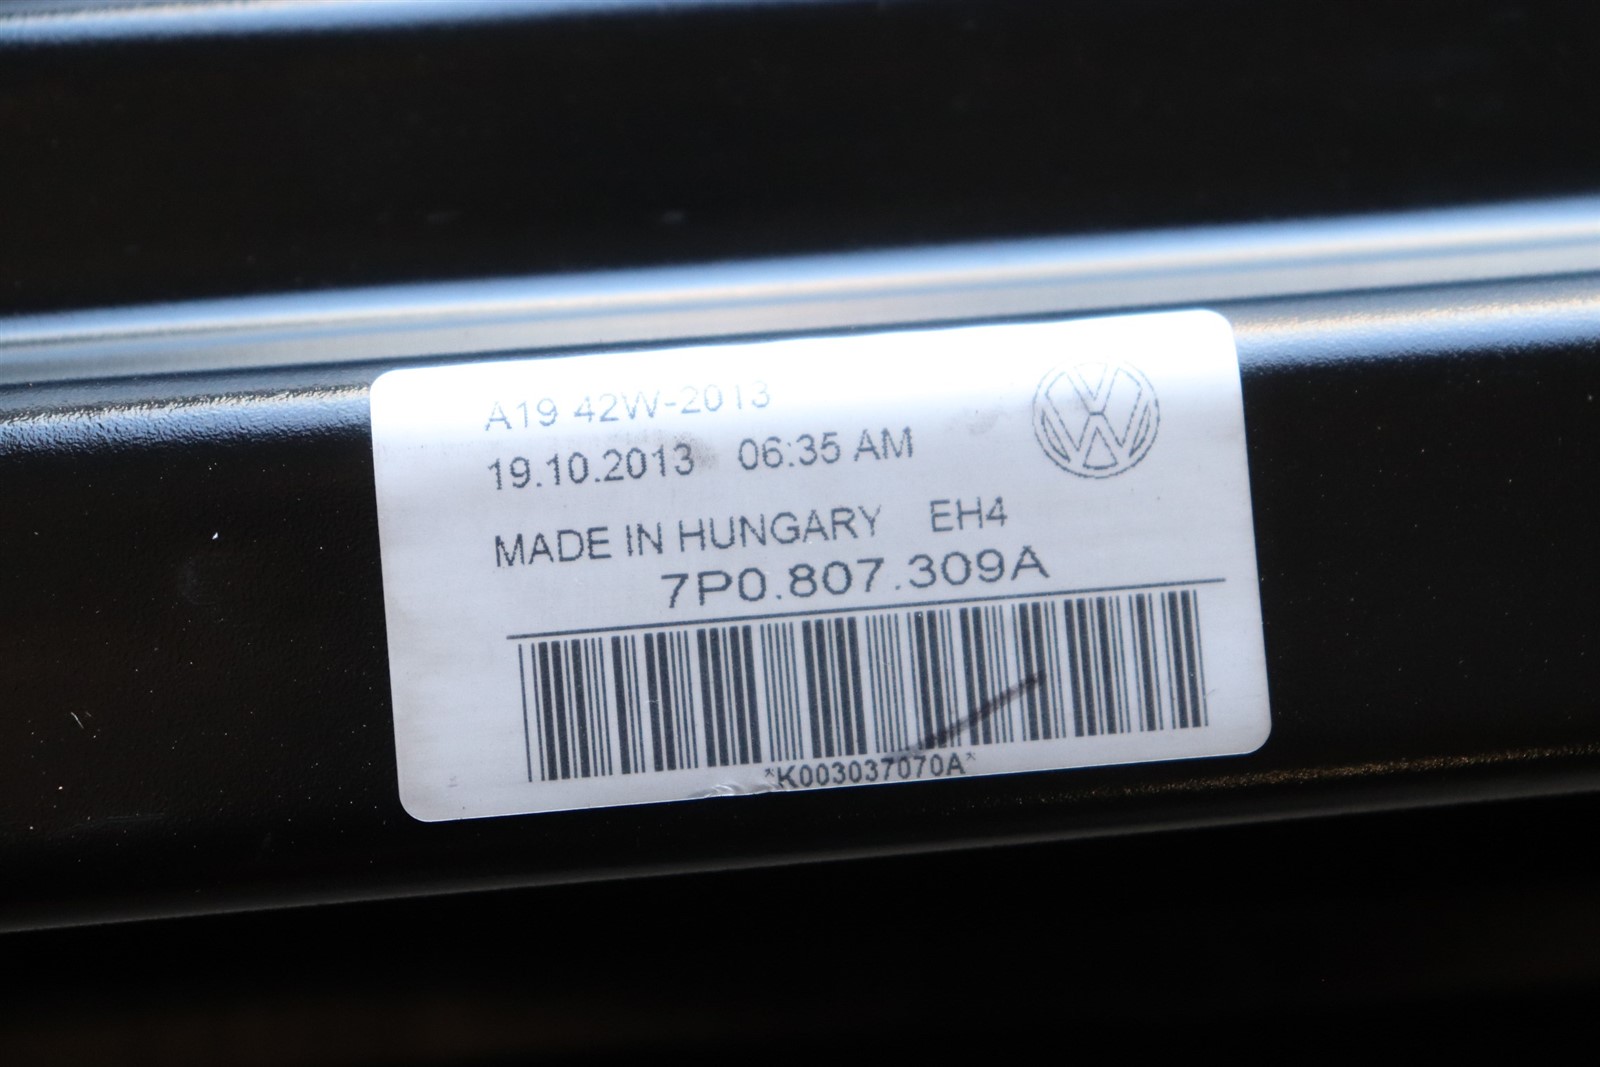 A19 42W-2013
19.10.2013 06:35 AM
MADE IN HUNGARY EH4
7P0.807.309A
*K003037070A*